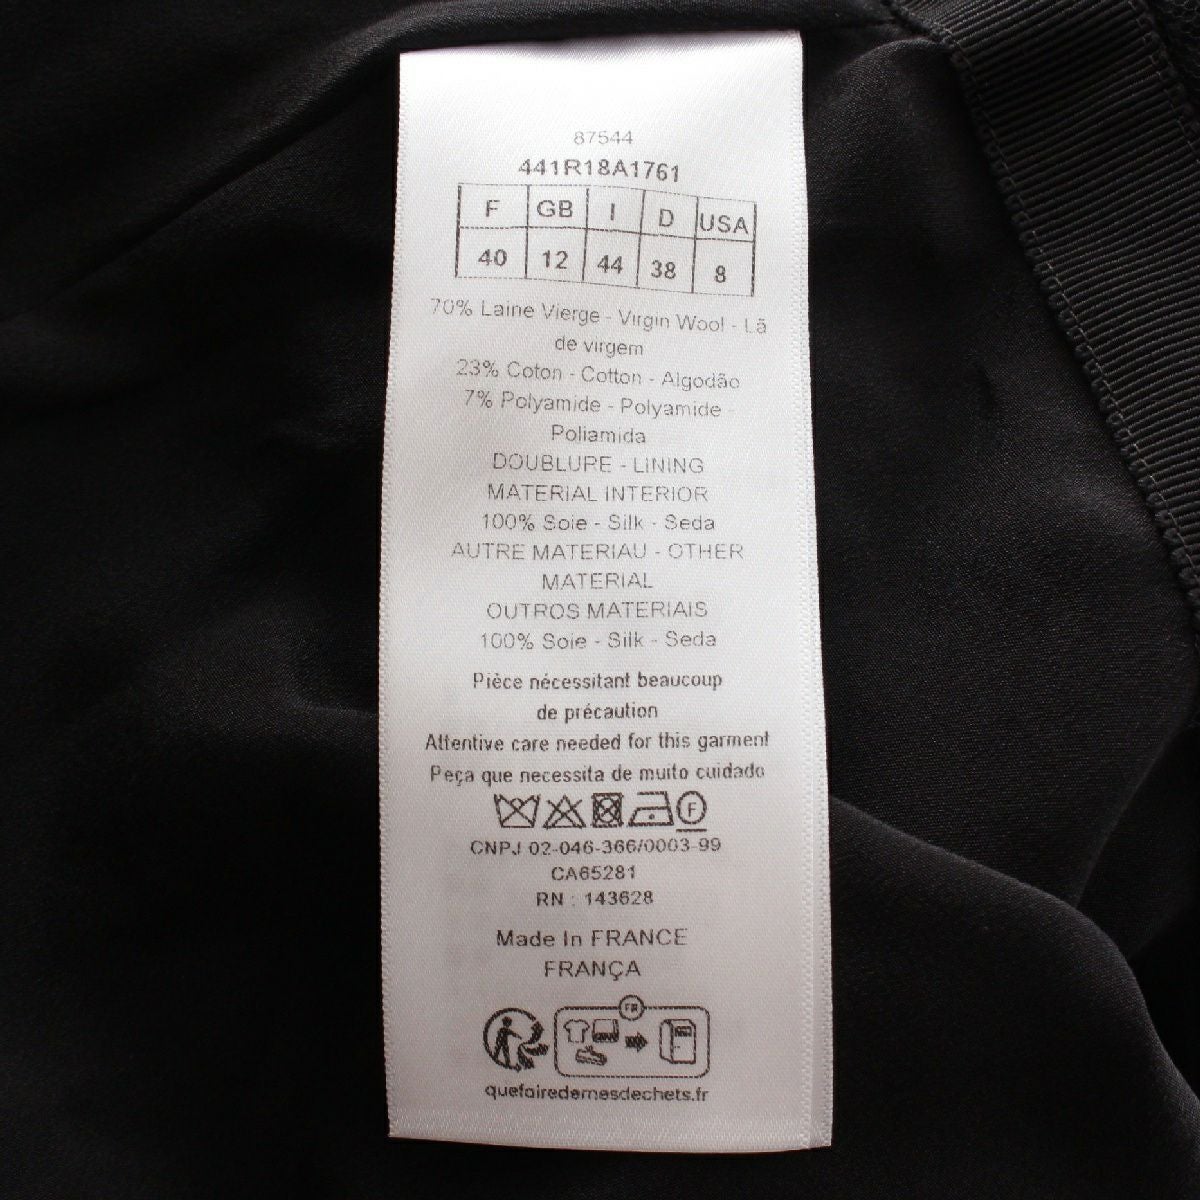 87544
441R18A1761
F GB I D USA
40 12 44 38 8
70% Laine Vierge - Virgin Wool - Lã
de virgem
23% Coton - Cotton - Algodão
7% Polyamide - Polyamide -
Poliamida
DOUBLURE - LINING
MATERIAL INTERIOR
100% Soie - Silk - Seda
AUTRE MATERIAU - OTHER
MATERIAL
OUTROS MATERIAIS
100% Soie - Silk - Seda
Pièce nécessitant beaucoup
de précaution
Attentive care needed for this garment
Peça que necessita de muito cuidado
F
CNPJ 02-046-366/0003-99
CA65281
RN : 143628
Made In FRANCE
FRANÇA
FR
quefairedemesdechets.fr